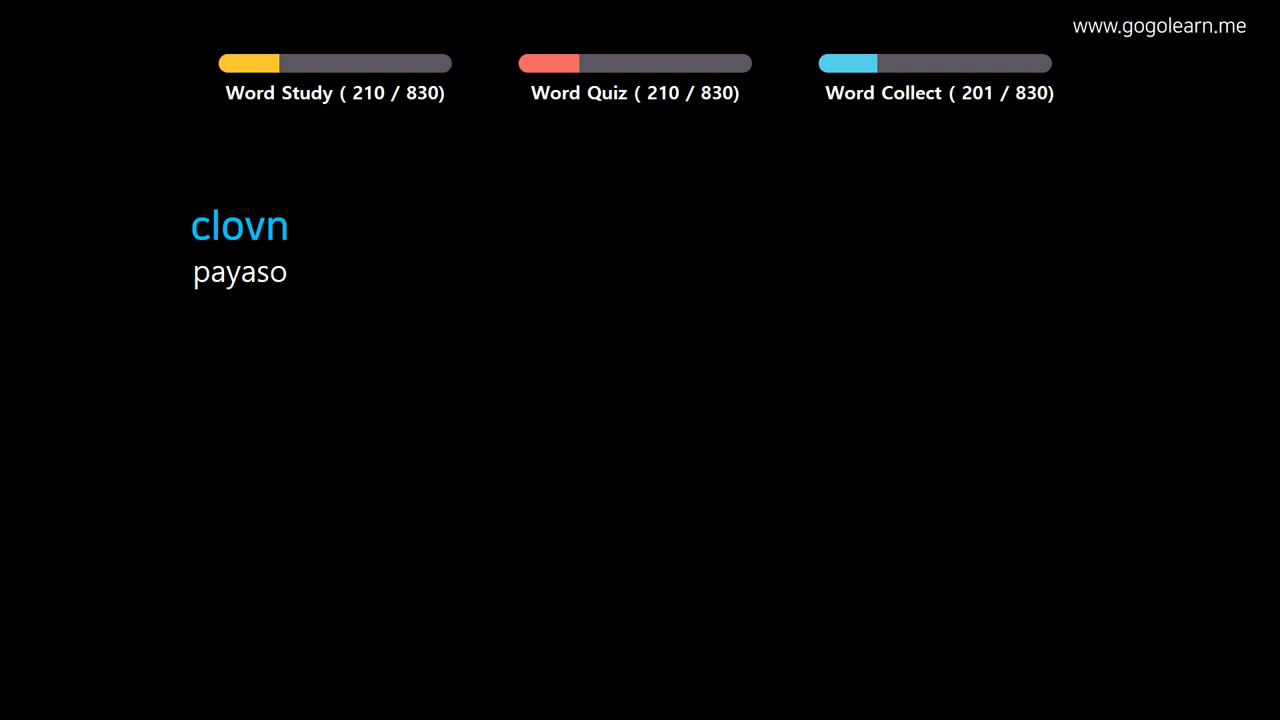 www.gogolearn.me
Word Study ( 210 / 830)
Word Quiz ( 210 / 830)
Word Collect ( 201 / 830)
clovn
payaso